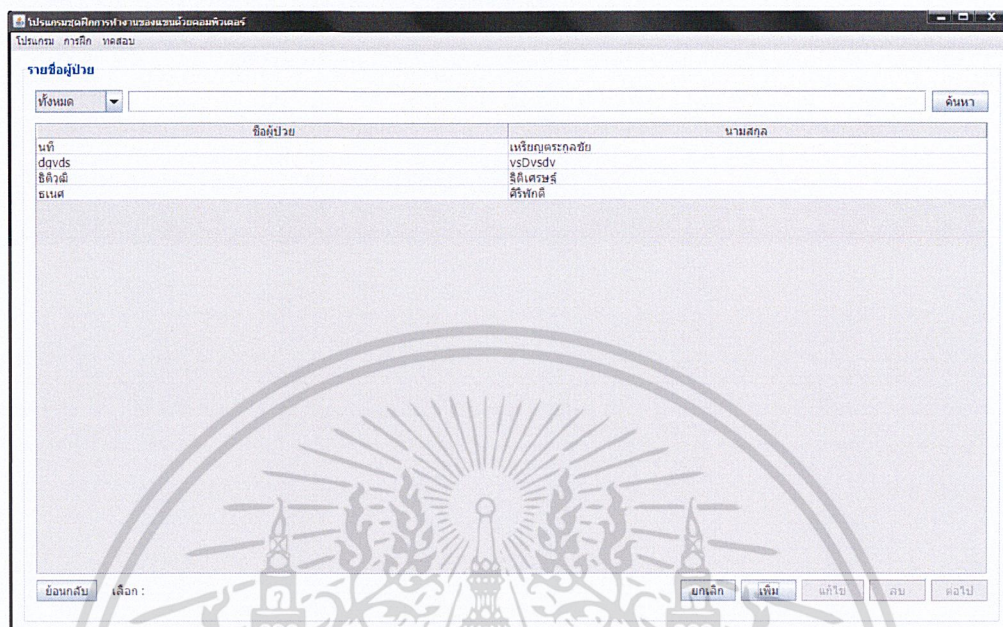 โปรแกรมชุดฝึกการทำงานของแขนด้วยคอมพิวเตอร์
โปรแกรม การฝึก ทดสอบ
รายชื่อผู้ป่วย
ทั้งหมด ค้นหา
ชื่อผู้ป่วย นามสกุล
นที เหรียญตระกูลชัย
dgvds vsDvsdv
ธิติวุฒิ ฐิติเศรษฐ์
ธเนศ ศิริพักดี
ย้อนกลับ เลือก : ยกเลิก เพิ่ม แก้ไข ลบ ต่อไป